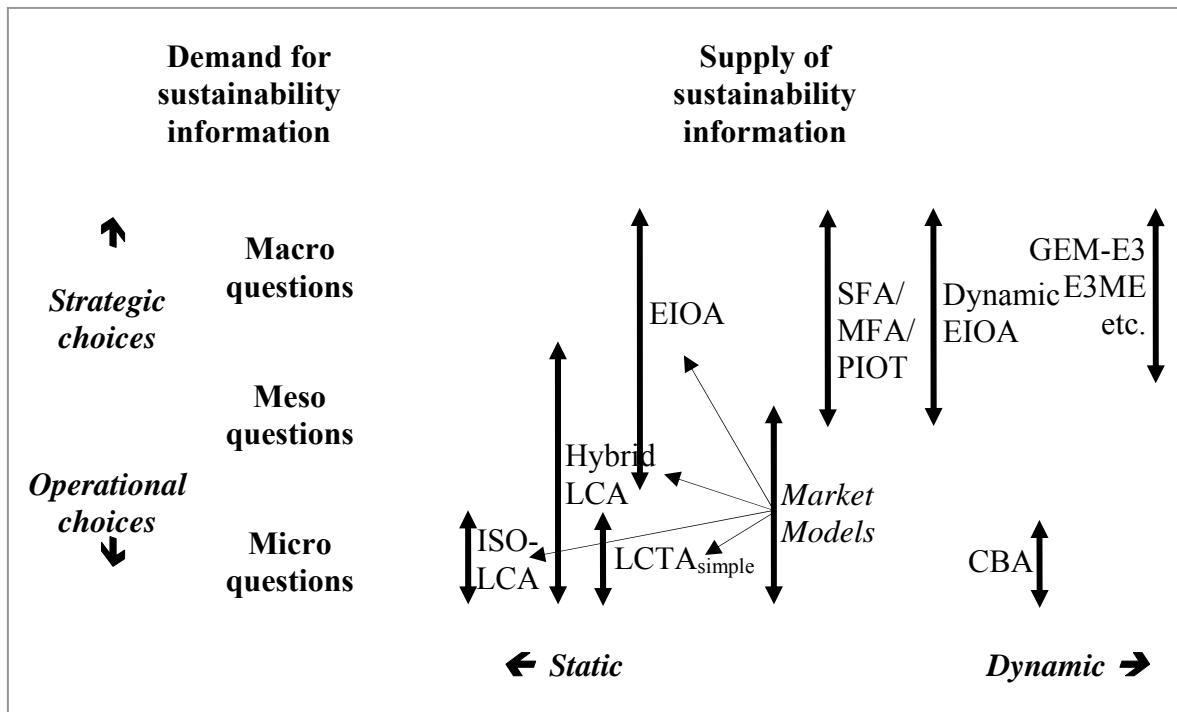 Demand for
sustainability
information
Supply of
sustainability
information
Macro
questions
Strategic
choices
Meso
questions
Operational
choices
Micro
questions
EIOA
SFA/
MFA/
PIOT
Dynamic
EIOA
GEM-E3
E3ME
etc.
Hybrid
LCA
Market
Models
ISO-
LCA
LCTAsimple
CBA
Static
Dynamic